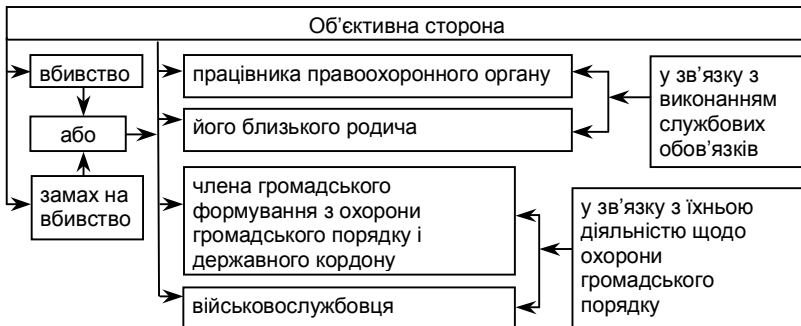 Об’єктивна сторона
вбивство
або
замах на
вбивство
працівника правоохоронного органу
його близького родича
члена громадського
формування з охорони
громадського порядку і
державного кордону
військовослужбовця
у зв’язку з
виконанням
службових
обов’язків
у зв’язку з їхньою
діяльністю щодо
охорони
громадського
порядку